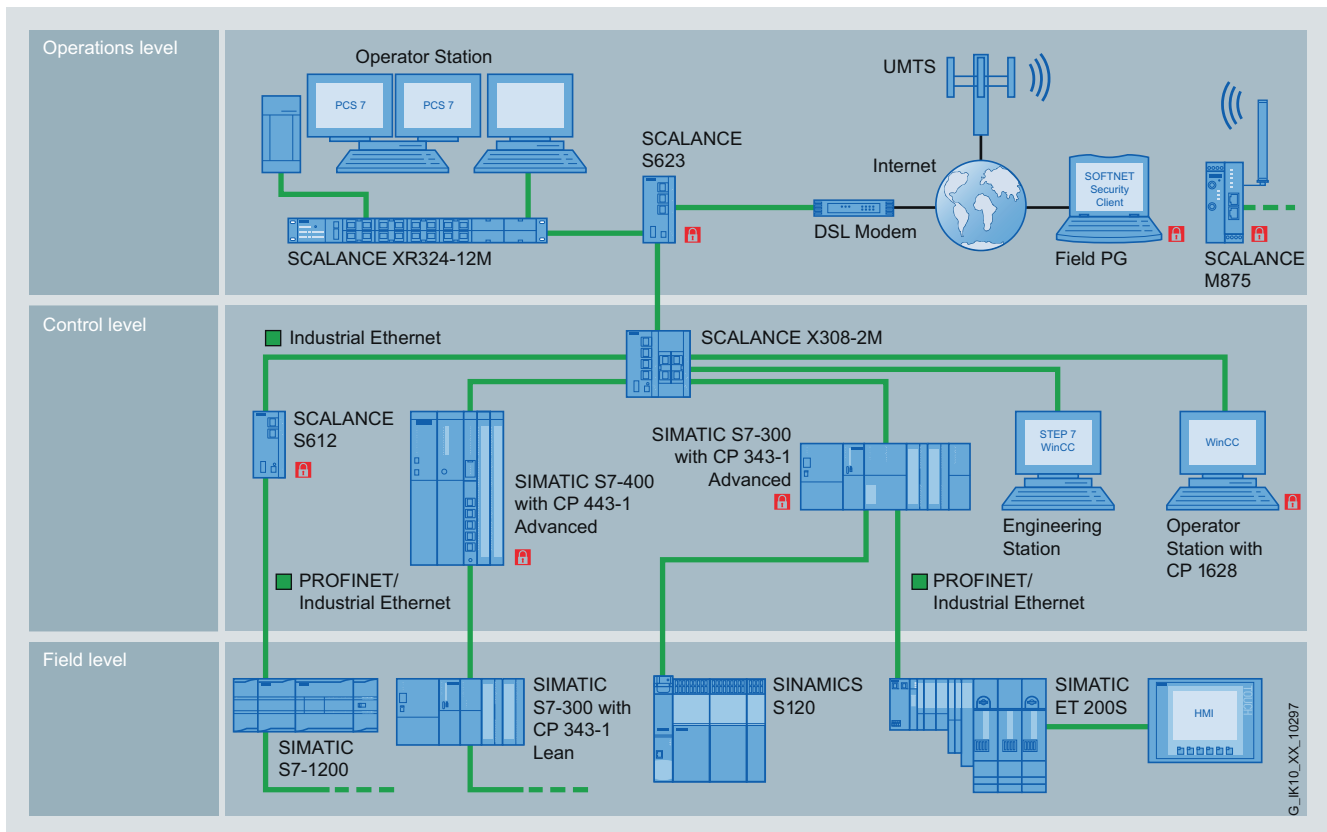 Operations level
Operator Station
PCS 7
PCS 7
SCALANCE
S623
UMTS
Internet
SOFTNET
Security
Client
DSL Modem
Field PG
SCALANCE
M875
SCALANCE XR324-12M
Control level
Industrial Ethernet
SCALANCE X308-2M
SCALANCE
S612
SIMATIC S7-400
with CP 443-1
Advanced
SIMATIC S7-300
with CP 343-1
Advanced
STEP 7
WinCC
Engineering
Station
WinCC
Operator
Station with
CP 1628
PROFINET/
Industrial Ethernet
PROFINET/
Industrial Ethernet
Field level
SIMATIC
S7-1200
SIMATIC
S7-300 with
CP 343-1
Lean
SINAMICS
S120
SIMATIC
ET 200S
HMI
G_IK10_XX_10297